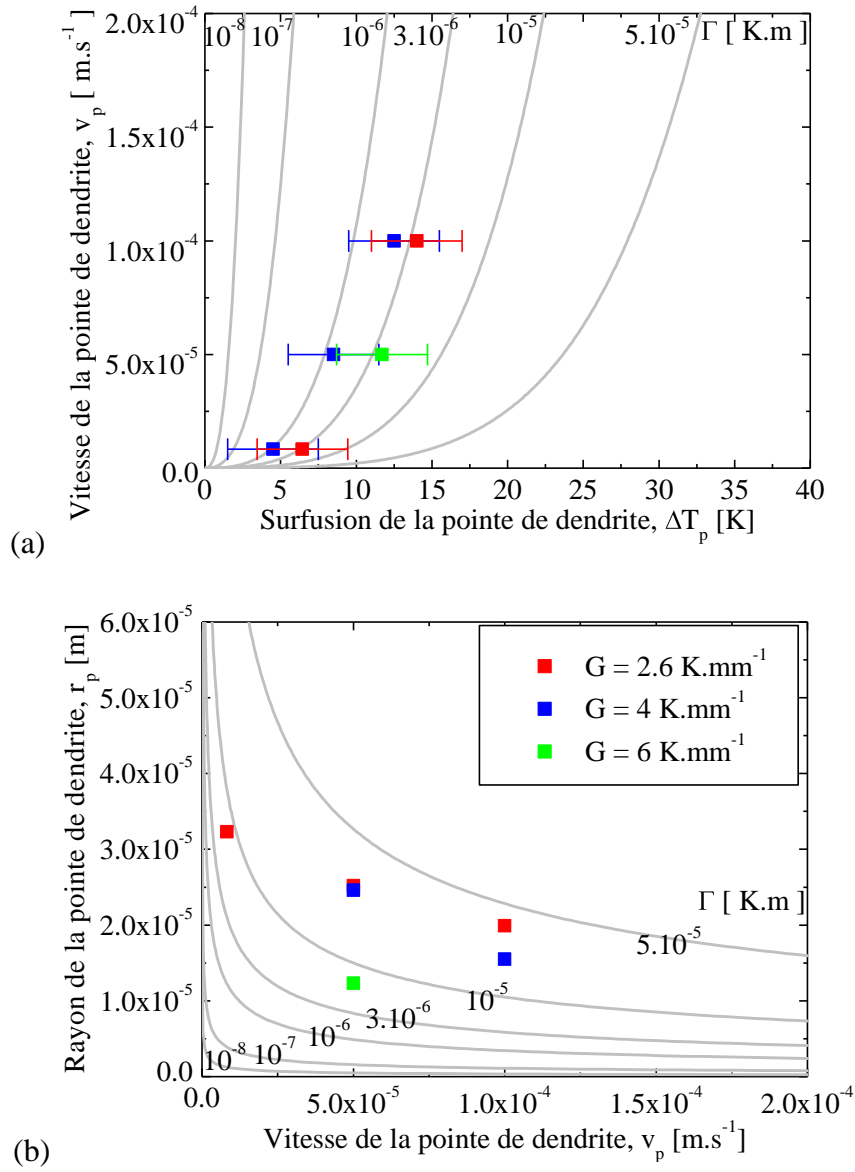 2.0x10⁻⁴
10⁻⁸ 10⁻⁷ 10⁻⁶ 3.10⁻⁶ 10⁻⁵ 5.10⁻⁵ Γ [ K.m ]
1.5x10⁻⁴
1.0x10⁻⁴
5.0x10⁻⁵
0.0
Vitesse de la pointe de dendrite, vₚ [ m.s⁻¹]
0 5 10 15 20 25 30 35 40
Surfusion de la pointe de dendrite, ΔTₚ [K]
(a)
6.0x10⁻⁵
5.0x10⁻⁵
4.0x10⁻⁵
3.0x10⁻⁵
2.0x10⁻⁵
1.0x10⁻⁵
0.0
Rayon de la pointe de dendrite, rₚ [m]
G = 2.6 K.mm⁻¹
G = 4 K.mm⁻¹
G = 6 K.mm⁻¹
Γ [ K.m ]
10⁻⁸ 10⁻⁷ 10⁻⁶ 3.10⁻⁶ 10⁻⁵ 5.10⁻⁵
0.0 5.0x10⁻⁵ 1.0x10⁻⁴ 1.5x10⁻⁴ 2.0x10⁻⁴
Vitesse de la pointe de dendrite, vₚ [m.s⁻¹]
(b)